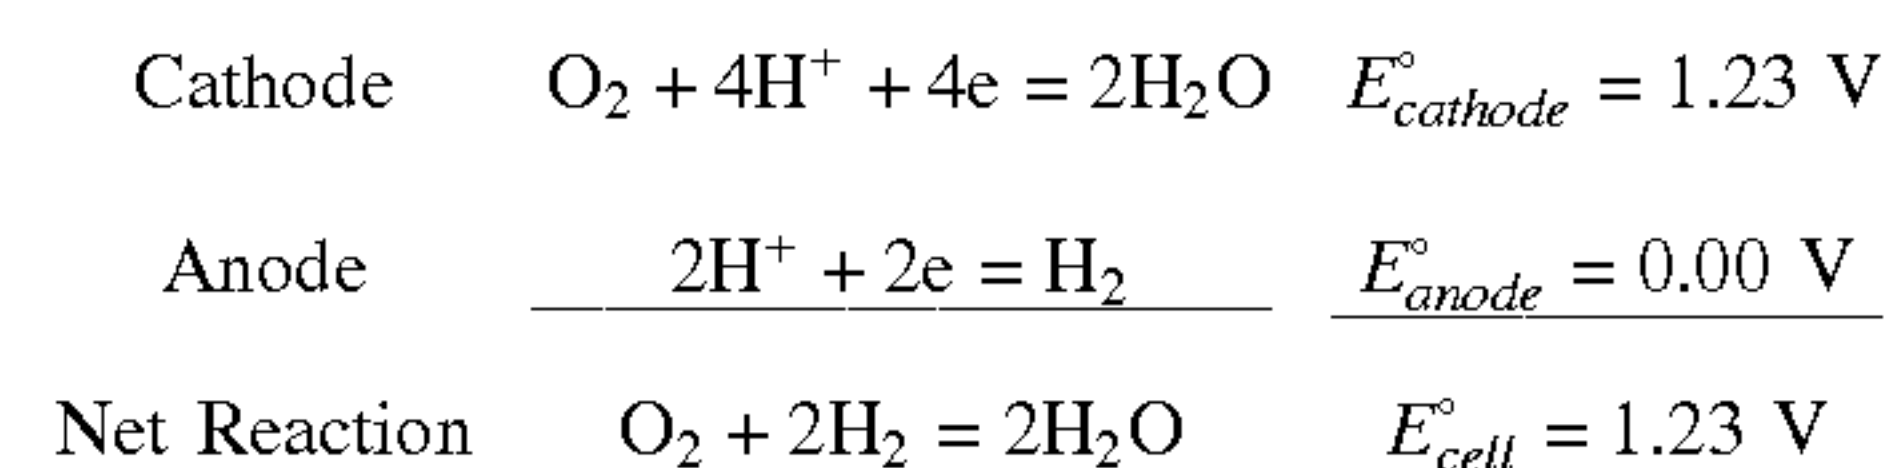 Cathode O₂ + 4H⁺ + 4e = 2H₂O E°cathode = 1.23 V
Anode 2H⁺ + 2e = H₂ E°anode = 0.00 V
Net Reaction O₂ + 2H₂ = 2H₂O E°cell = 1.23 V